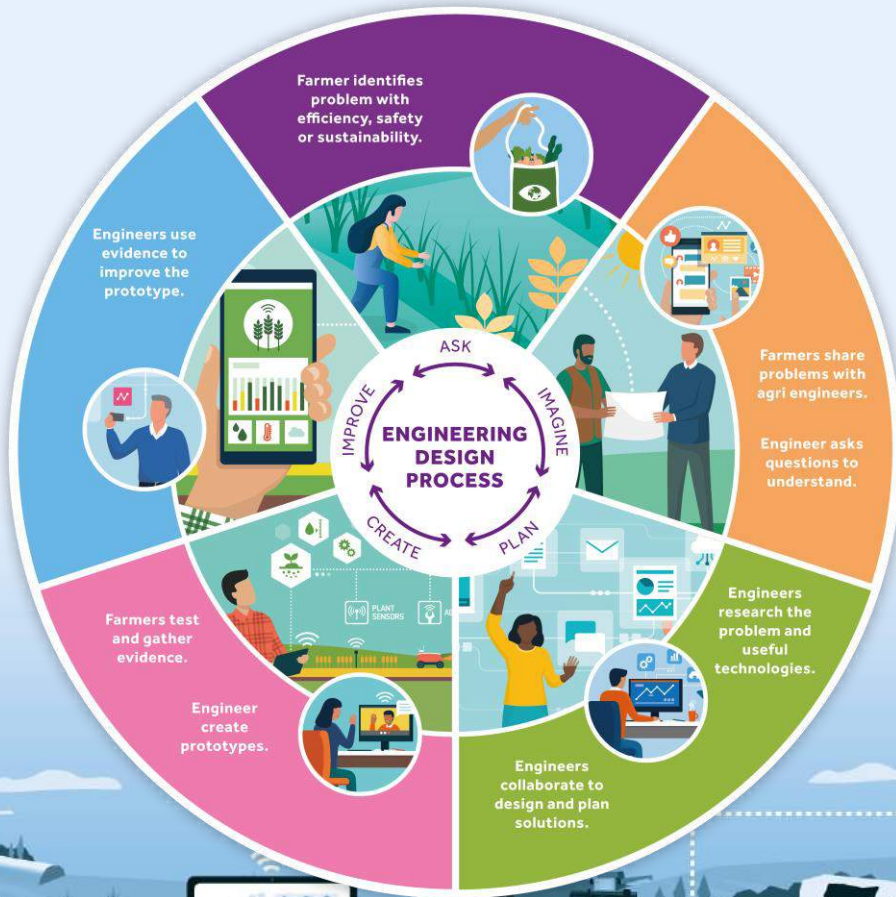 Farmer identifies
problem with
efficiency, safety
or sustainability.
Farmers share
problems with
agri engineers.
Engineer asks
questions to
understand.
Engineers
research the
problem and
useful
technologies.
Engineers
collaborate to
design and plan
solutions.
Farmers test
and gather
evidence.
Engineer
create
prototypes.
Engineers use
evidence to
improve the
prototype.
ASK
IMAGINE
PLAN
CREATE
IMPROVE
ENGINEERING
DESIGN
PROCESS
PLANT
SENSORS